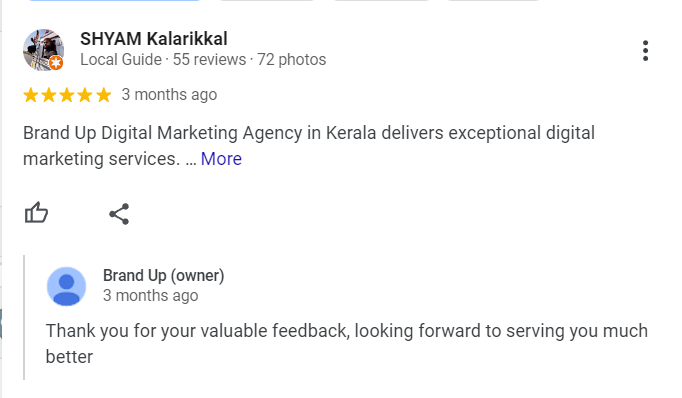 SHYAM Kalarikkal
Local Guide · 55 reviews · 72 photos
3 months ago
Brand Up Digital Marketing Agency in Kerala delivers exceptional digital
marketing services. ... More
Brand Up (owner)
3 months ago
Thank you for your valuable feedback, looking forward to serving you much
better